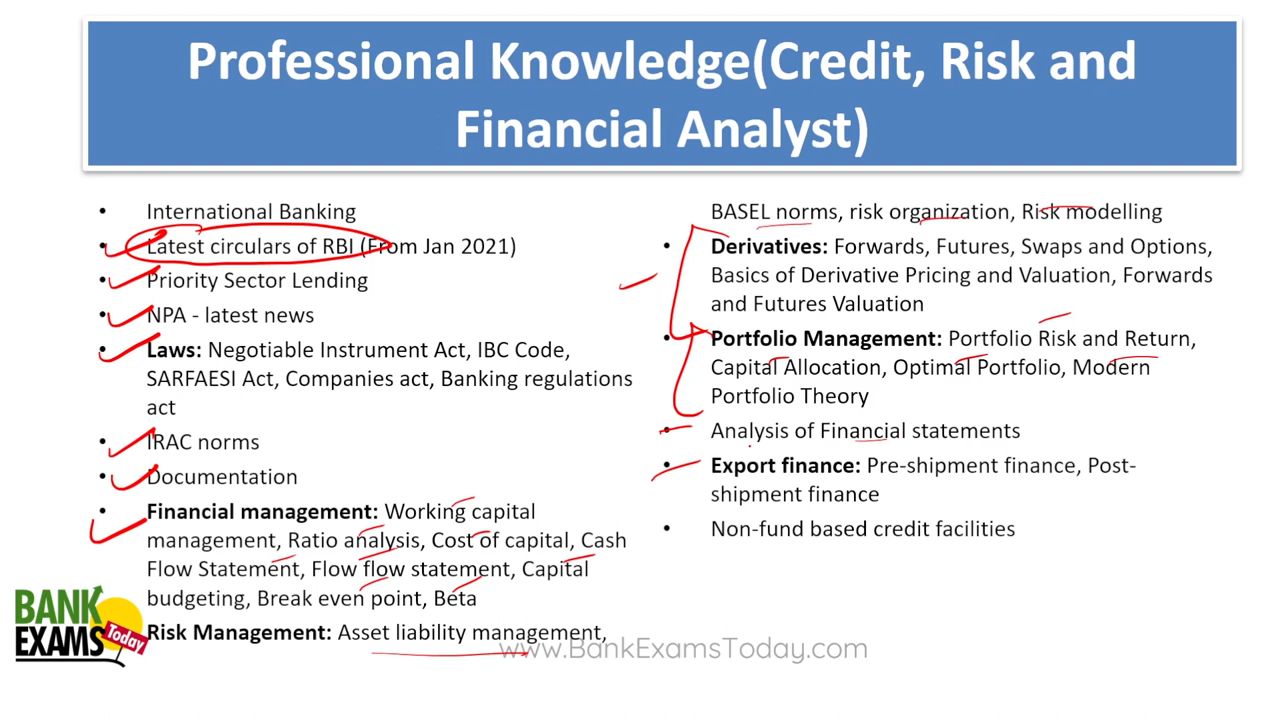 Professional Knowledge(Credit, Risk and
Financial Analyst)
• International Banking
• Latest circulars of RBI (From Jan 2021)
• Priority Sector Lending
• NPA - latest news
• Laws: Negotiable Instrument Act, IBC Code,
SARFAESI Act, Companies act, Banking regulations
act
• IRAC norms
• Documentation
• Financial management: Working capital
management, Ratio analysis, Cost of capital, Cash
Flow Statement, Flow flow statement, Capital
budgeting, Break even point, Beta
Risk Management: Asset liability management,
BASEL norms, risk organization, Risk modelling
• Derivatives: Forwards, Futures, Swaps and Options,
Basics of Derivative Pricing and Valuation, Forwards
and Futures Valuation
• Portfolio Management: Portfolio Risk and Return,
Capital Allocation, Optimal Portfolio, Modern
Portfolio Theory
• Analysis of Financial statements
• Export finance: Pre-shipment finance, Post-
shipment finance
• Non-fund based credit facilities
BANK
EXAMS
Today
www.BankExamsToday.com